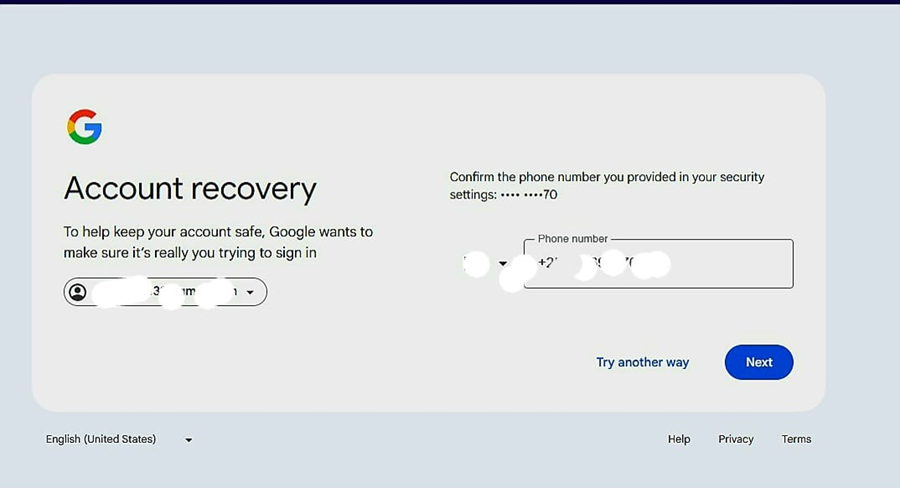 Account recovery
To help keep your account safe, Google wants to
make sure it's really you trying to sign in
Confirm the phone number you provided in your security
settings: •••• ••••70
Phone number
Try another way
Next
English (United States)
Help
Privacy
Terms